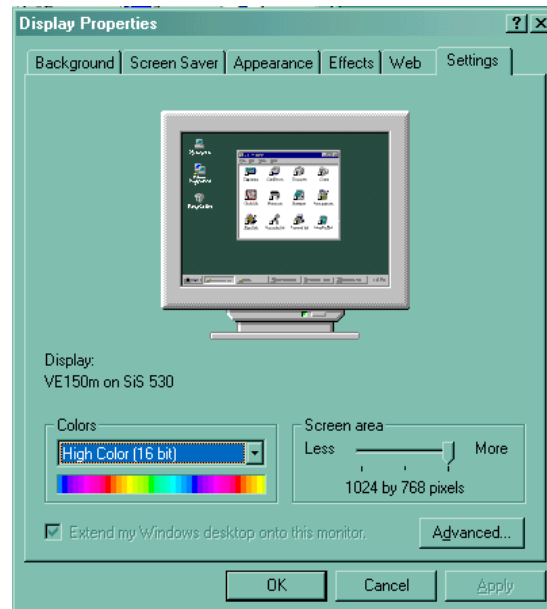 Display Properties
Background Screen Saver Appearance Effects Web Settings
Display:
VE150m on SiS 530
Colors
High Color (16 bit)
Screen area
Less More
1024 by 768 pixels
Extend my Windows desktop onto this monitor.
Advanced...
OK Cancel Apply